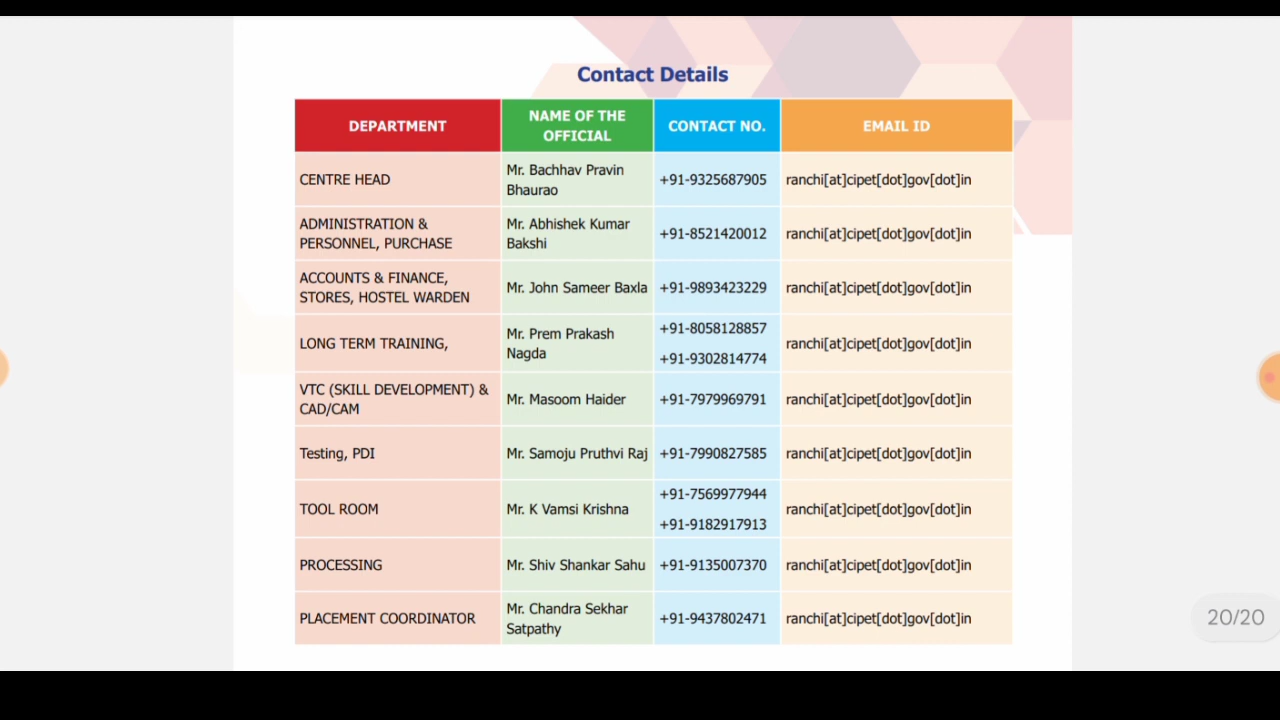 Contact Details
DEPARTMENT
NAME OF THE
OFFICIAL
CONTACT NO.
EMAIL ID
CENTRE HEAD
Mr. Bachhav Pravin
Bhaurao
+91-9325687905
ranchi[at]cipet[dot]gov[dot]in
ADMINISTRATION &
PERSONNEL, PURCHASE
Mr. Abhishek Kumar
Bakshi
+91-8521420012
ranchi[at]cipet[dot]gov[dot]in
ACCOUNTS & FINANCE,
STORES, HOSTEL WARDEN
Mr. John Sameer Baxla
+91-9893423229
ranchi[at]cipet[dot]gov[dot]in
LONG TERM TRAINING,
Mr. Prem Prakash
Nagda
+91-8058128857
+91-9302814774
ranchi[at]cipet[dot]gov[dot]in
VTC (SKILL DEVELOPMENT) &
CAD/CAM
Mr. Masoom Haider
+91-7979969791
ranchi[at]cipet[dot]gov[dot]in
Testing, PDI
Mr. Samoju Pruthvi Raj
+91-7990827585
ranchi[at]cipet[dot]gov[dot]in
TOOL ROOM
Mr. K Vamsi Krishna
+91-7569977944
+91-9182917913
ranchi[at]cipet[dot]gov[dot]in
PROCESSING
Mr. Shiv Shankar Sahu
+91-9135007370
ranchi[at]cipet[dot]gov[dot]in
PLACEMENT COORDINATOR
Mr. Chandra Sekhar
Satpathy
+91-9437802471
ranchi[at]cipet[dot]gov[dot]in
20/20